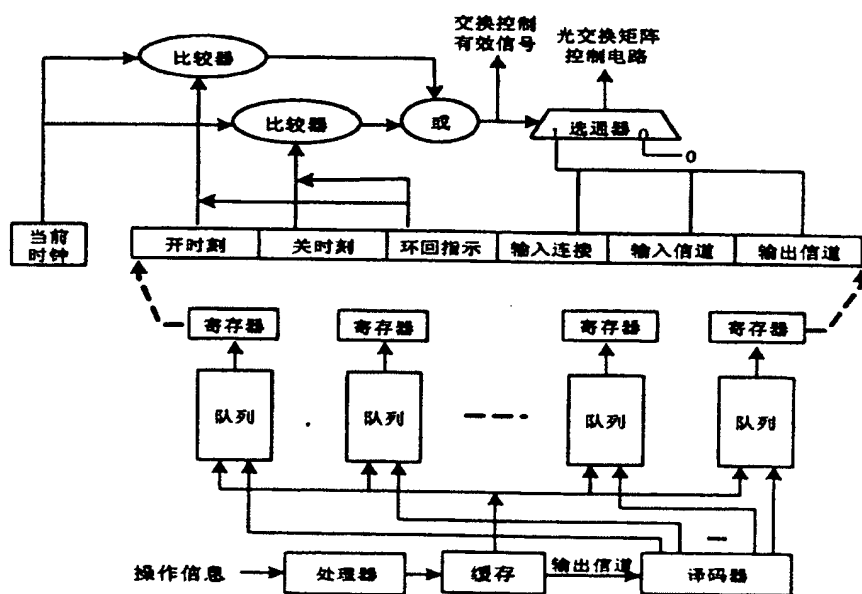 交换控制
有效信号
光交换矩阵
控制电路
比较器
比较器
或
1 选通器 0
0
当前
时钟
开时刻 关时刻 环回指示 输入连接 输入信道 输出信道
寄存器 寄存器 寄存器 寄存器
队列 队列 队列 队列
操作信息 处理器 缓存 输出信道 译码器